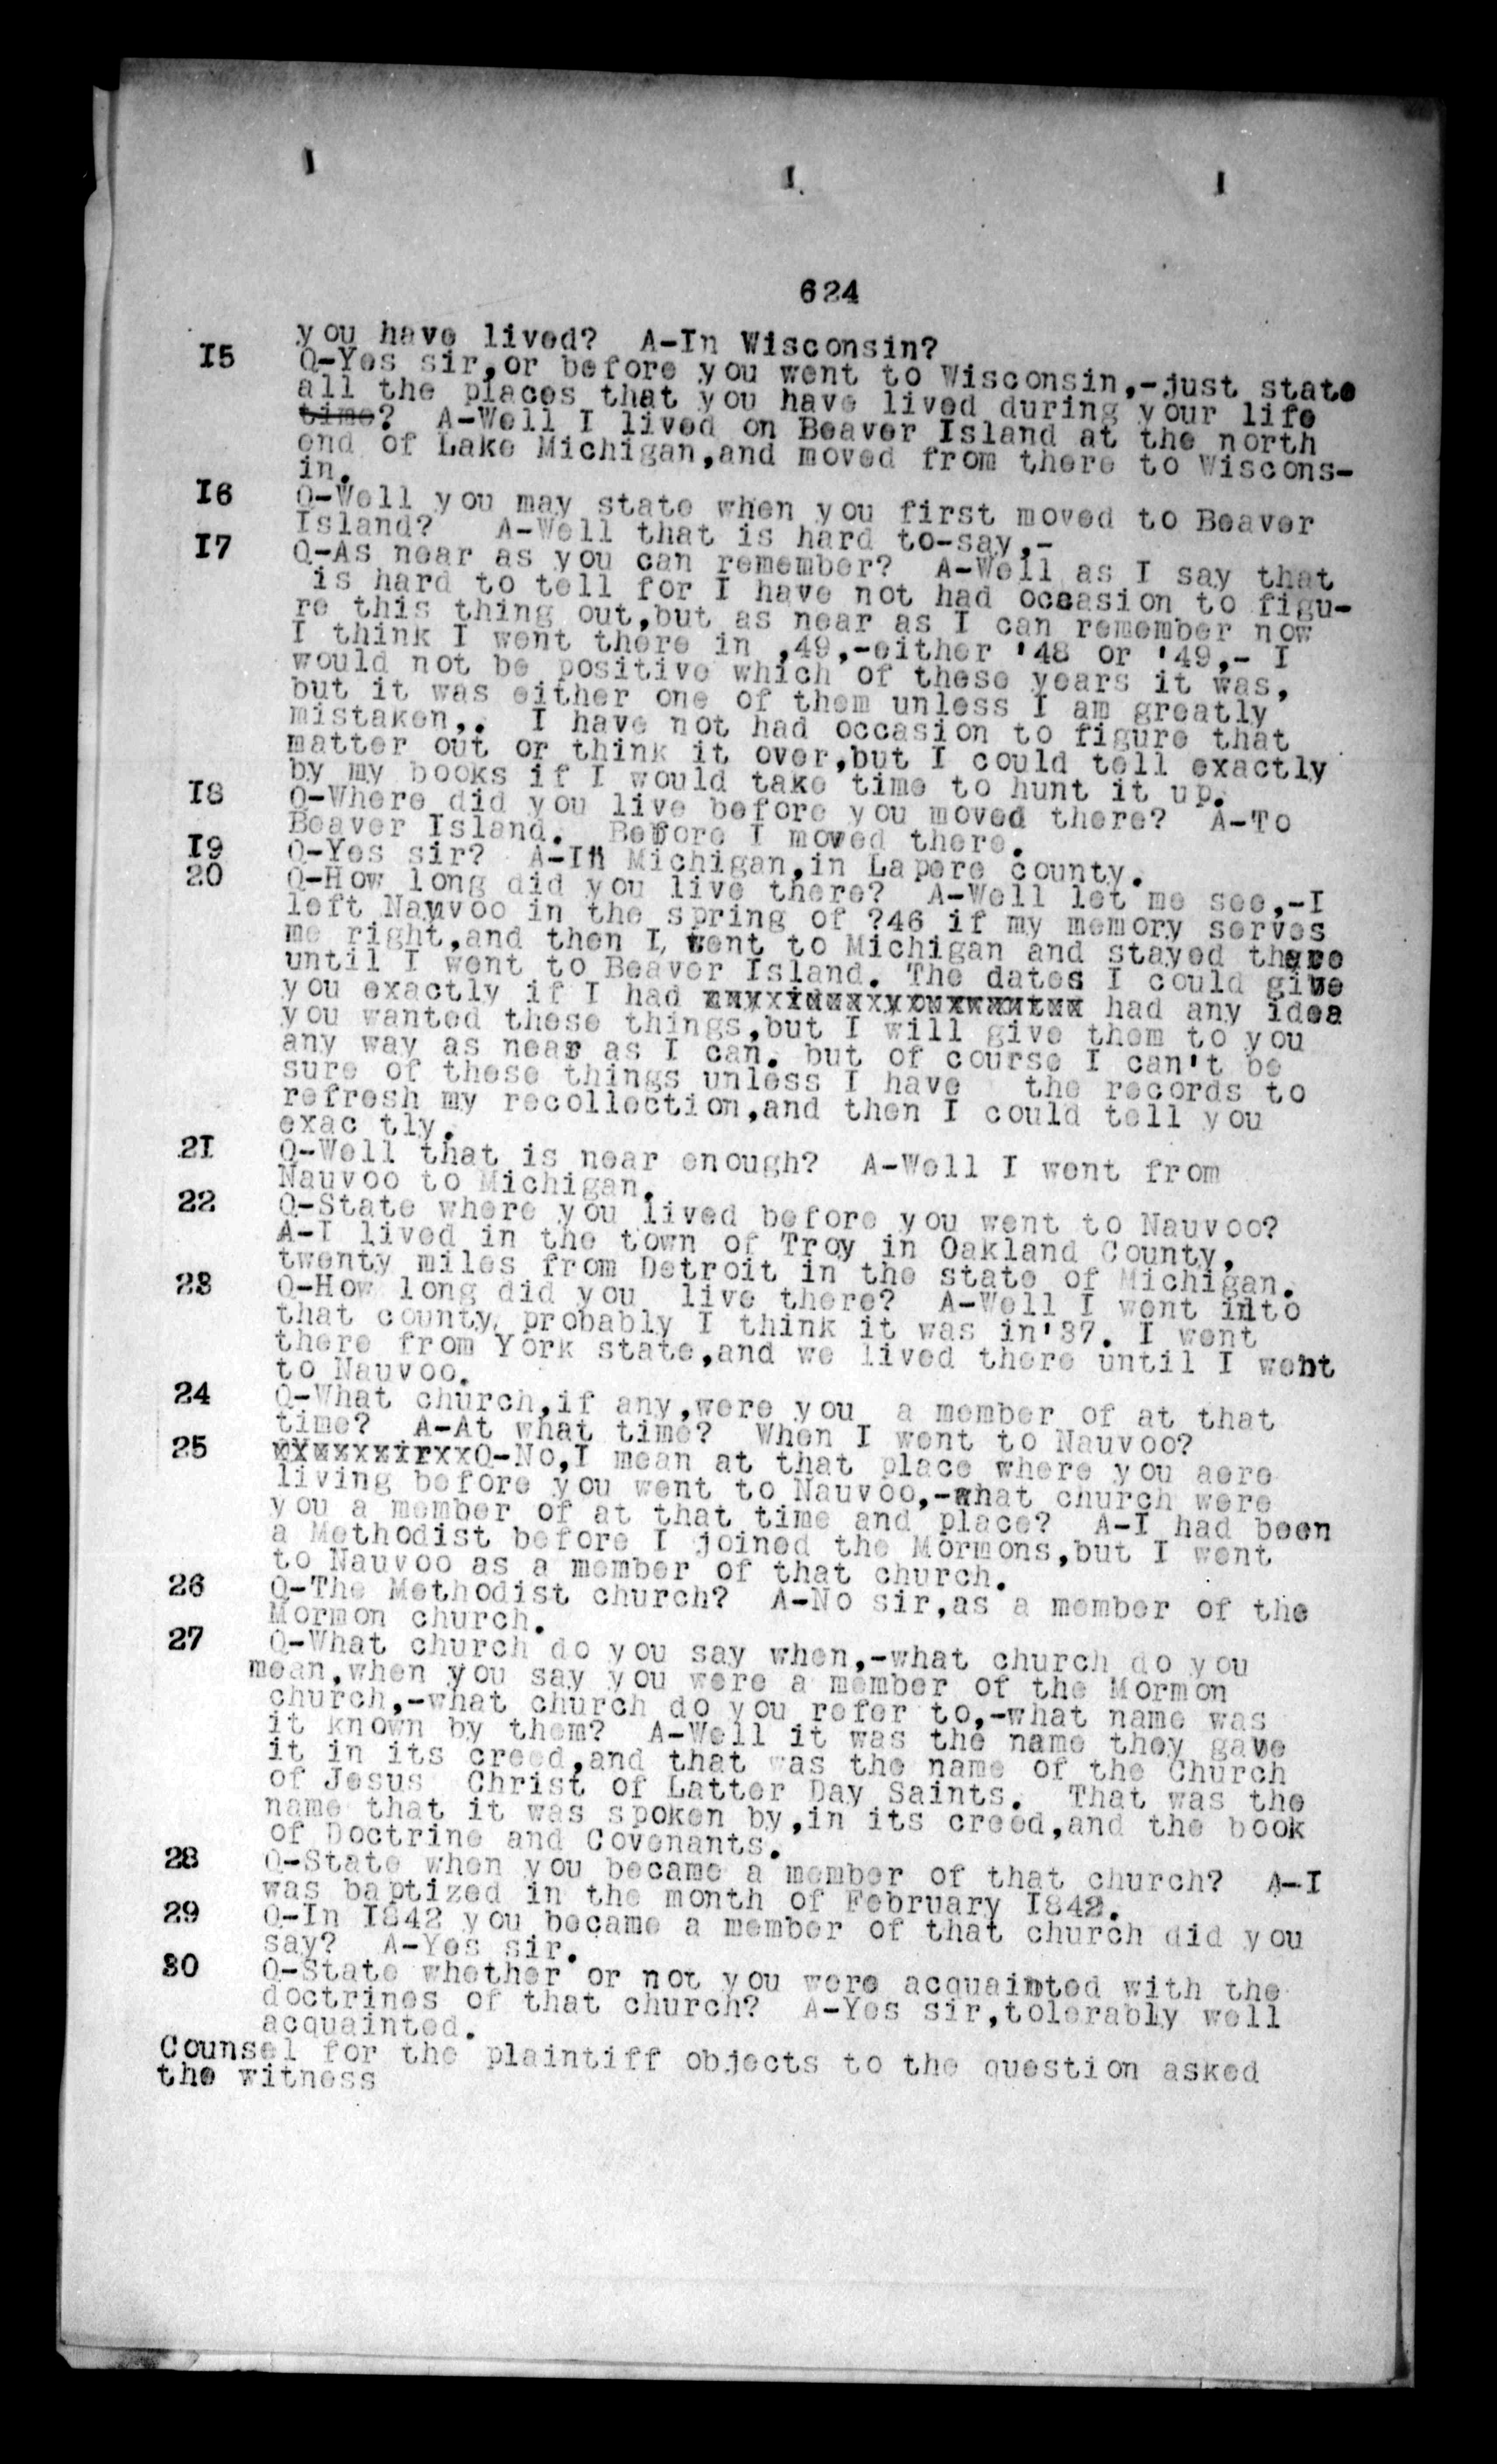 624
you have lived? A-In Wisconsin?
I5 Q-Yes sir,or before you went to Wisconsin,-just state
all the places that you have lived during your life
time? A-Well I lived on Beaver Island at the north
end of Lake Michigan,and moved from there to Wiscons-
in.
I6 Q-Well you may state when you first moved to Beaver
Island? A-Well that is hard to-say,-
I7 Q-As near as you can remember? A-Well as I say that
is hard to tell for I have not had occasion to figu-
re this thing out,but as near as I can remember now
I think I went there in ,49,-either '48 or '49,- I
would not be positive which of these years it was,
but it was either one of them unless I am greatly
mistaken,. I have not had occasion to figure that
matter out or think it over,but I could tell exactly
by my books if I would take time to hunt it up.
I8 Q-Where did you live before you moved there? A-To
Beaver Island. Before I moved there.
I9 Q-Yes sir? A-In Michigan,in Lapere county.
20 Q-How long did you live there? A-Well let me see,-I
left Nauvoo in the spring of ?46 if my memory serves
me right,and then I, went to Michigan and stayed there
until I went to Beaver Island. The dates I could give
you exactly if I had had any idea
you wanted these things,but I will give them to you
any way as near as I can. but of course I can't be
sure of these things unless I have the records to
refresh my recollection,and then I could tell you
exac tly.
2I Q-Well that is near enough? A-Well I went from
Nauvoo to Michigan.
22 Q-State where you lived before you went to Nauvoo?
A-I lived in the town of Troy in Oakland County,
twenty miles from Detroit in the state of Michigan.
23 Q-How long did you live there? A-Well I went into
that county, probably I think it was in'37. I went
there from York state,and we lived there until I went
to Nauvoo.
24 Q-What church,if any,were you a member of at that
time? A-At what time? When I went to Nauvoo?
25 Q-No,I mean at that place where you aere
living before you went to Nauvoo,-what church were
you a member of at that time and place? A-I had been
a Methodist before I joined the Mormons,but I went
to Nauvoo as a member of that church.
26 Q-The Methodist church? A-No sir,as a member of the
Mormon church.
27 Q-What church do you say when,-what church do you
mean,when you say you were a member of the Mormon
church,-what church do you refer to,-what name was
it known by them? A-Well it was the name they gave
it in its creed,and that was the name of the Church
of Jesus Christ of Latter Day Saints. That was the
name that it was spoken by,in its creed,and the book
of Doctrine and Covenants.
28 Q-State when you became a member of that church? A-I
was baptized in the month of February I842.
29 Q-In I842 you became a member of that church did you
say? A-Yes sir.
30 Q-State whether or not you were acquainted with the
doctrines of that church? A-Yes sir,tolerably well
acquainted.
Counsel for the plaintiff objects to the question asked
the witness